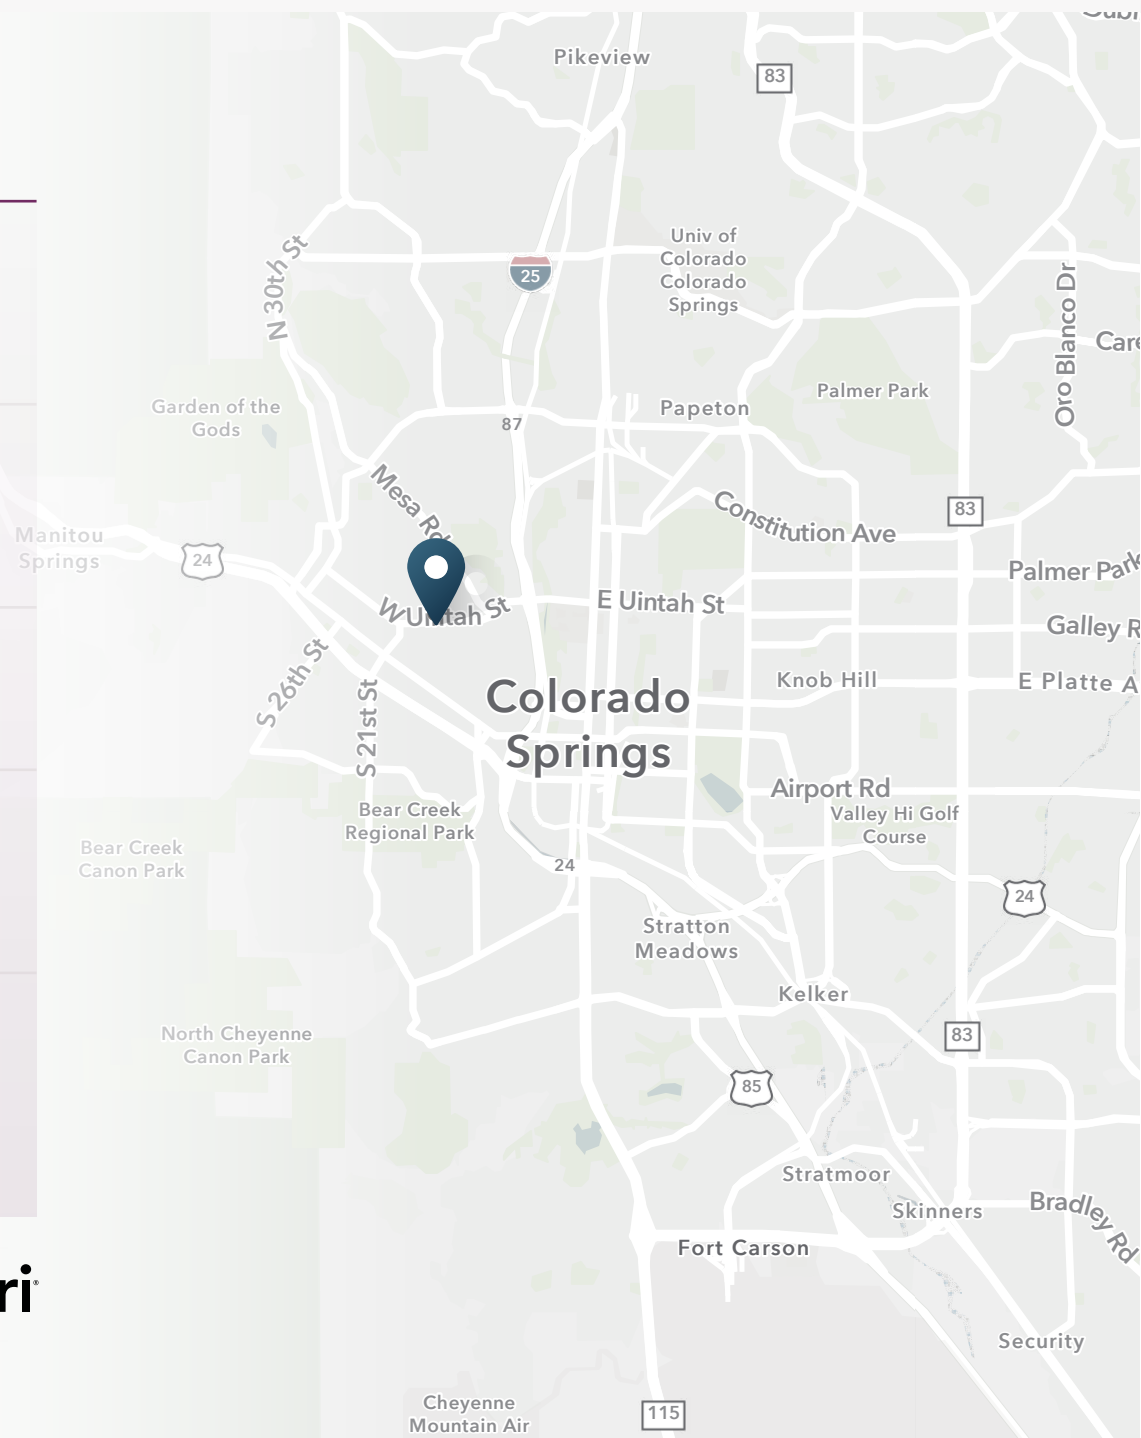 Pikeview
83
Univ of
Colorado
Colorado
Springs
N 30th St
25
Oro Blanco Dr
Care
Garden of the
Gods
Palmer Park
Papeton
87
Mesa Rd
Constitution Ave
83
Manitou
Springs
24
Palmer Park
W Uintah St
E Uintah St
Galley R
S 26th St
Knob Hill
E Platte A
S 21st St
Colorado
Springs
Airport Rd
Bear Creek
Regional Park
Valley Hi Golf
Course
Bear Creek
Canon Park
24
24
Stratton
Meadows
Kelker
North Cheyenne
Canon Park
83
85
Stratmoor
Skinners
Bradley Rd
Fort Carson
ri
Security
Cheyenne
Mountain Air
115